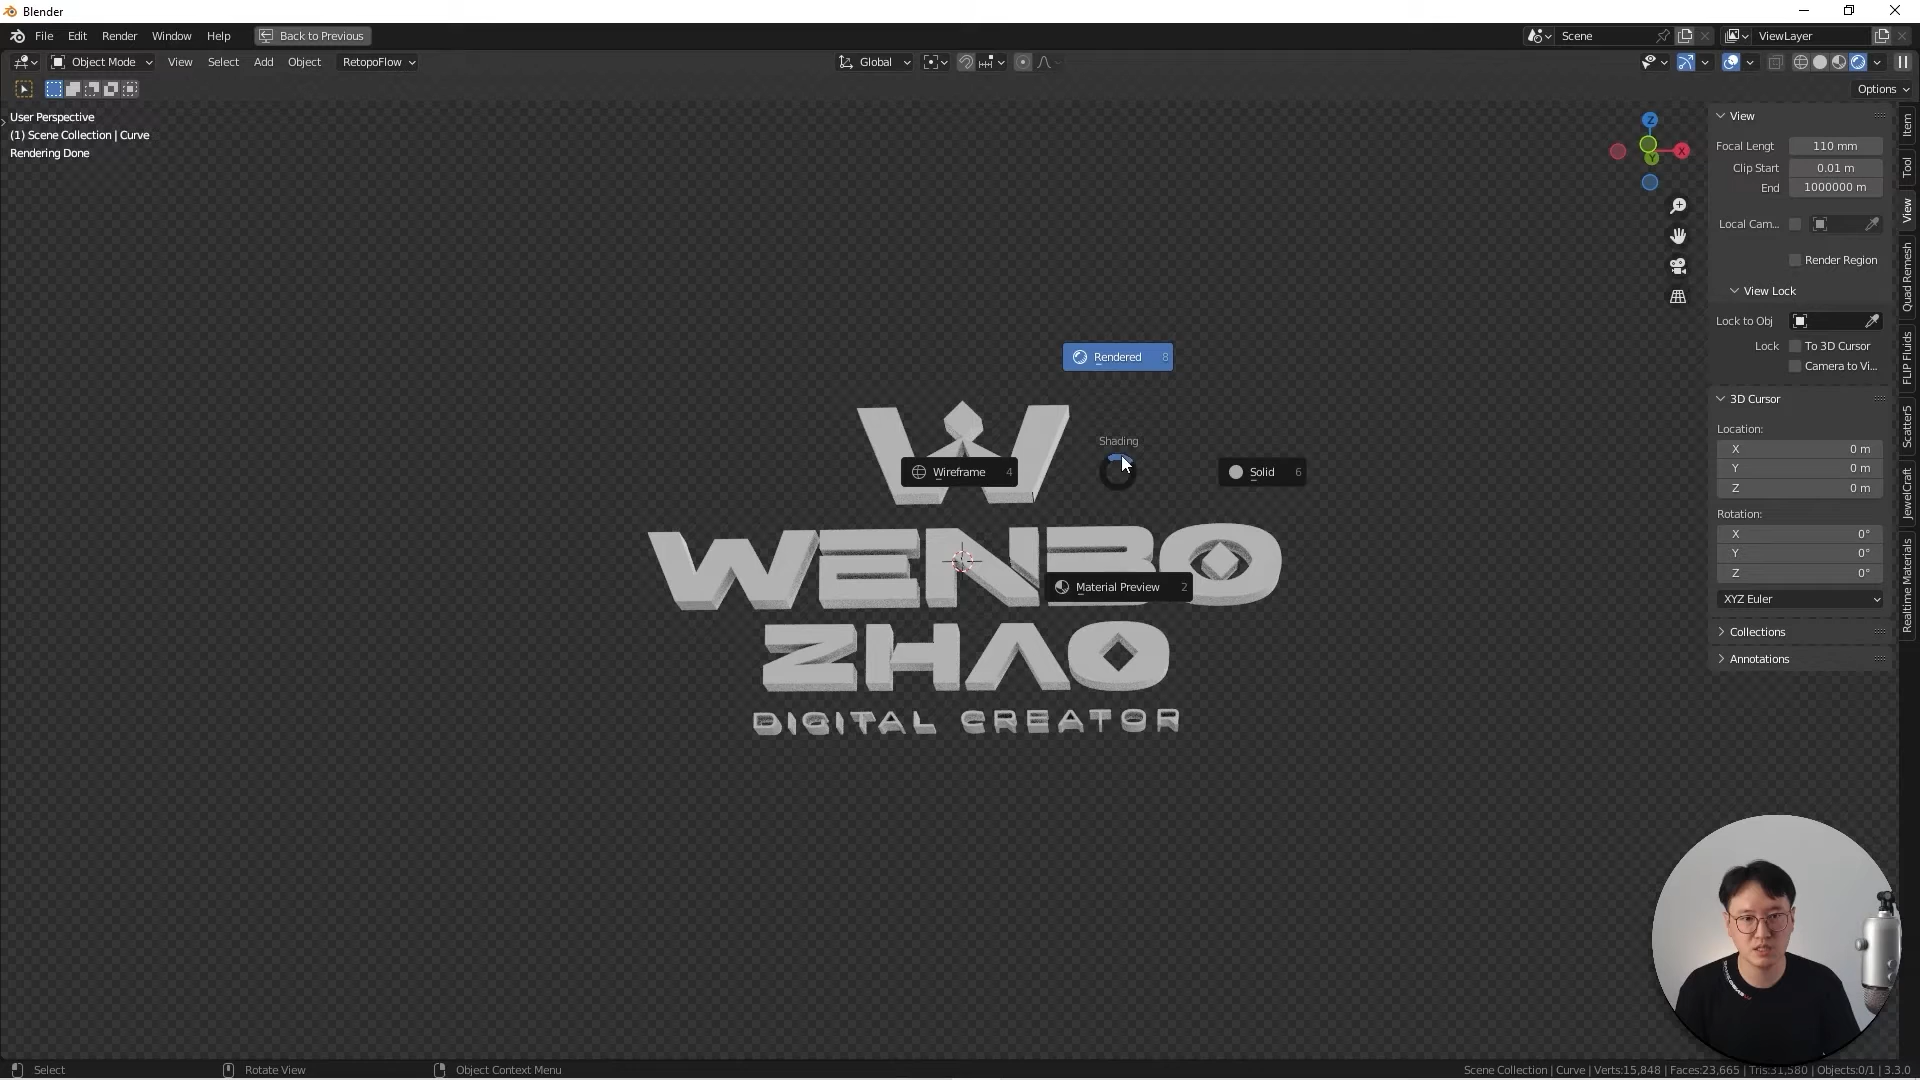 Blender
File Edit Render Window Help Back to Previous
Scene ViewLayer
Object Mode View Select Add Object RetopoFlow Global
Options
User Perspective
(1) Scene Collection | Curve
Rendering Done
Z
X
Y
View
Focal Lengt 110 mm
Clip Start 0.01 m
End 1000000 m
Local Cam...
Render Region
View Lock
Lock to Obj
Lock To 3D Cursor
Camera to Vi...
3D Cursor
Location:
X 0 m
Y 0 m
Z 0 m
Rotation:
X 0°
Y 0°
Z 0°
XYZ Euler
Collections
Annotations
Item
Tool
View
Quad Remesh
FLIP Fluids
Scatter5
JewelCraft
Realtime Materials
Rendered 8
Shading
Wireframe 4
Solid 6
Material Preview 2
W
WENBO
ZHAO
DIGITAL CREATOR
Select Rotate View Object Context Menu
Scene Collection | Curve | Verts:15,848 | Faces:23,665 | Tris:31,580 | Objects:0/1 | 3.3.0